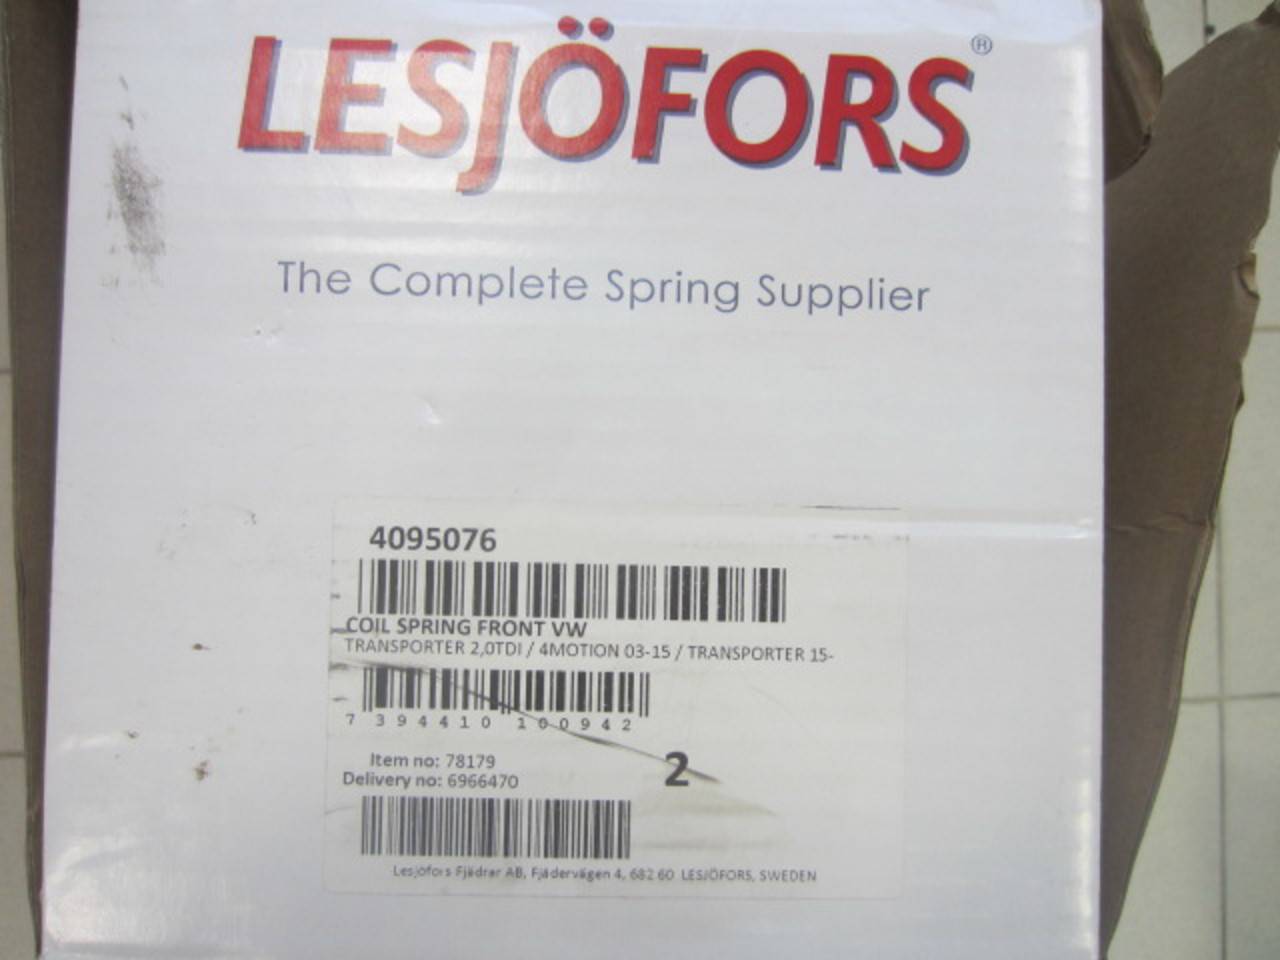 LESJÖFORS®
The Complete Spring Supplier
4095076
COIL SPRING FRONT VW
TRANSPORTER 2,0TDI / 4MOTION 03-15 / TRANSPORTER 15-
7 394410 100942
Item no: 78179
Delivery no: 6966470
2
Lesjöfors Fjädrar AB, Fjädervägen 4, 682 60 LESJÖFORS, SWEDEN